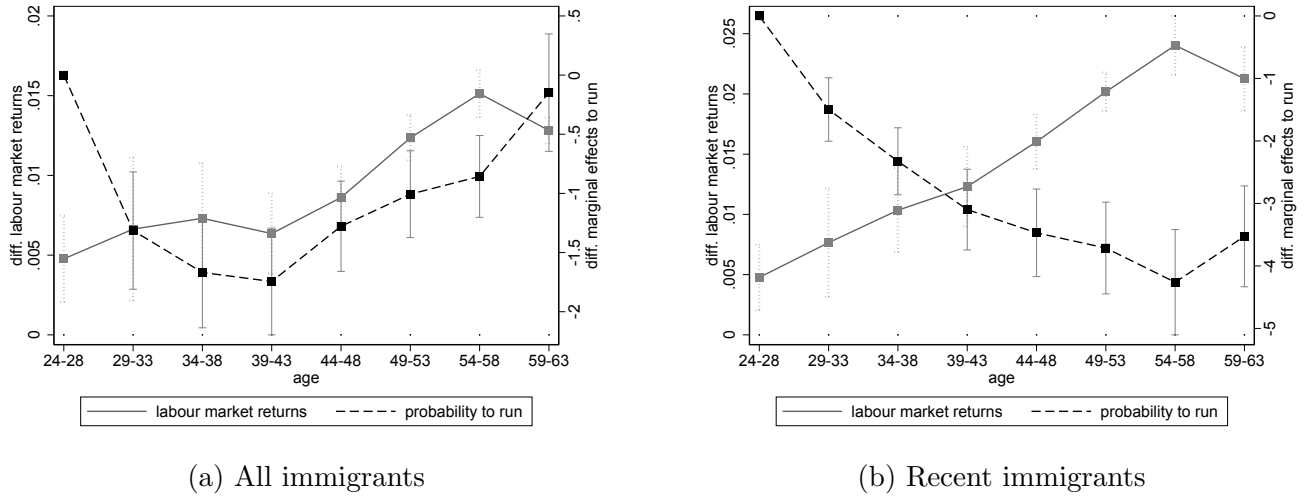 .02
.015
.01
.005
0
diff. labour market returns
.5
0
-.5
-1
-1.5
-2
diff. marginal effects to run
24-28 29-33 34-38 39-43 44-48 49-53 54-58 59-63
age
labour market returns probability to run
(a) All immigrants
.025
.02
.015
.01
.005
0
diff. labour market returns
0
-1
-2
-3
-4
-5
diff. marginal effects to run
24-28 29-33 34-38 39-43 44-48 49-53 54-58 59-63
age
labour market returns probability to run
(b) Recent immigrants